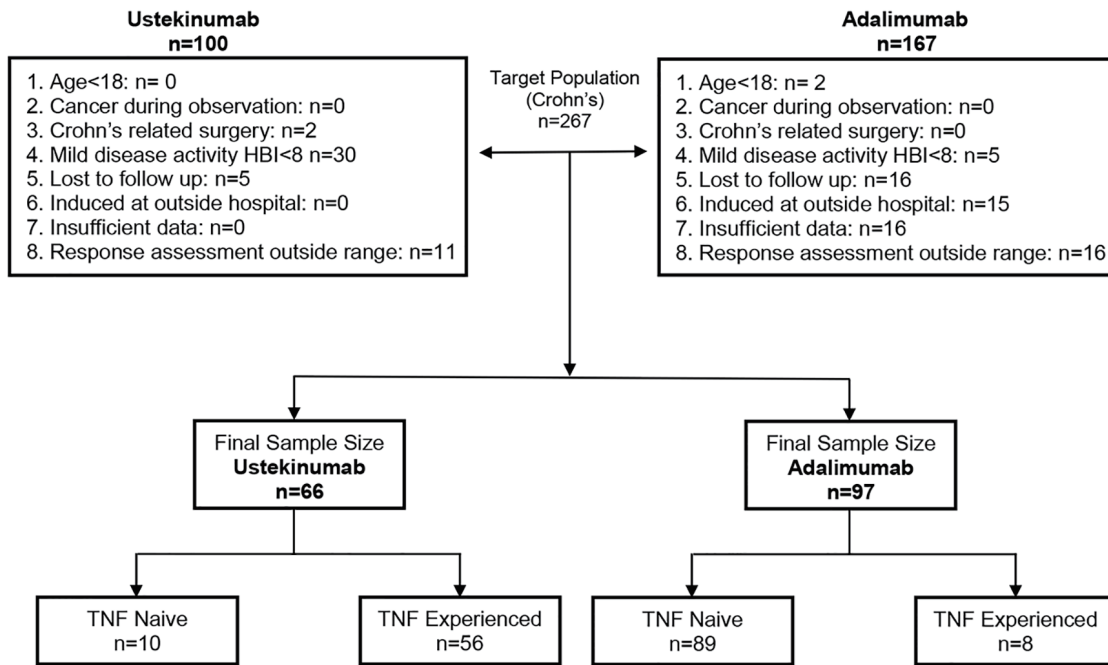 Ustekinumab
n=100
1. Age<18: n= 0
2. Cancer during observation: n=0
3. Crohn's related surgery: n=2
4. Mild disease activity HBI<8 n=30
5. Lost to follow up: n=5
6. Induced at outside hospital: n=0
7. Insufficient data: n=0
8. Response assessment outside range: n=11
Target Population
(Crohn's)
n=267
Adalimumab
n=167
1. Age<18: n= 2
2. Cancer during observation: n=0
3. Crohn's related surgery: n=0
4. Mild disease activity HBI<8: n=5
5. Lost to follow up: n=16
6. Induced at outside hospital: n=15
7. Insufficient data: n=16
8. Response assessment outside range: n=16
Final Sample Size
Ustekinumab
n=66
Final Sample Size
Adalimumab
n=97
TNF Naive
n=10
TNF Experienced
n=56
TNF Naive
n=89
TNF Experienced
n=8